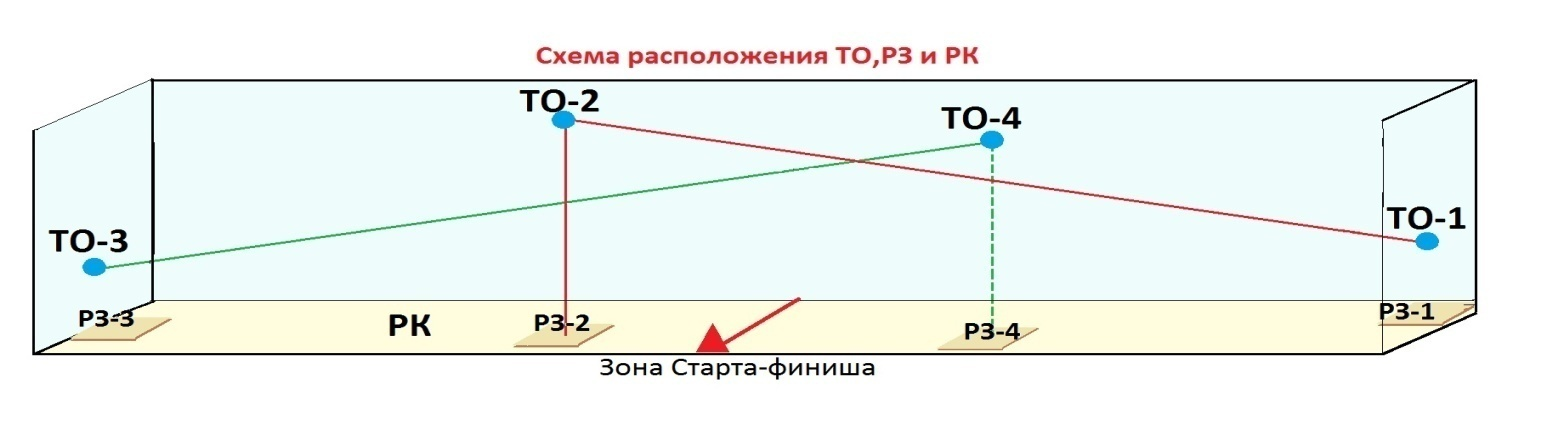 Схема расположения ТО,РЗ и РК
ТО-2
ТО-4
ТО-1
ТО-3
РЗ-3
РК
РЗ-2
РЗ-4
РЗ-1
Зона Старта-финиша